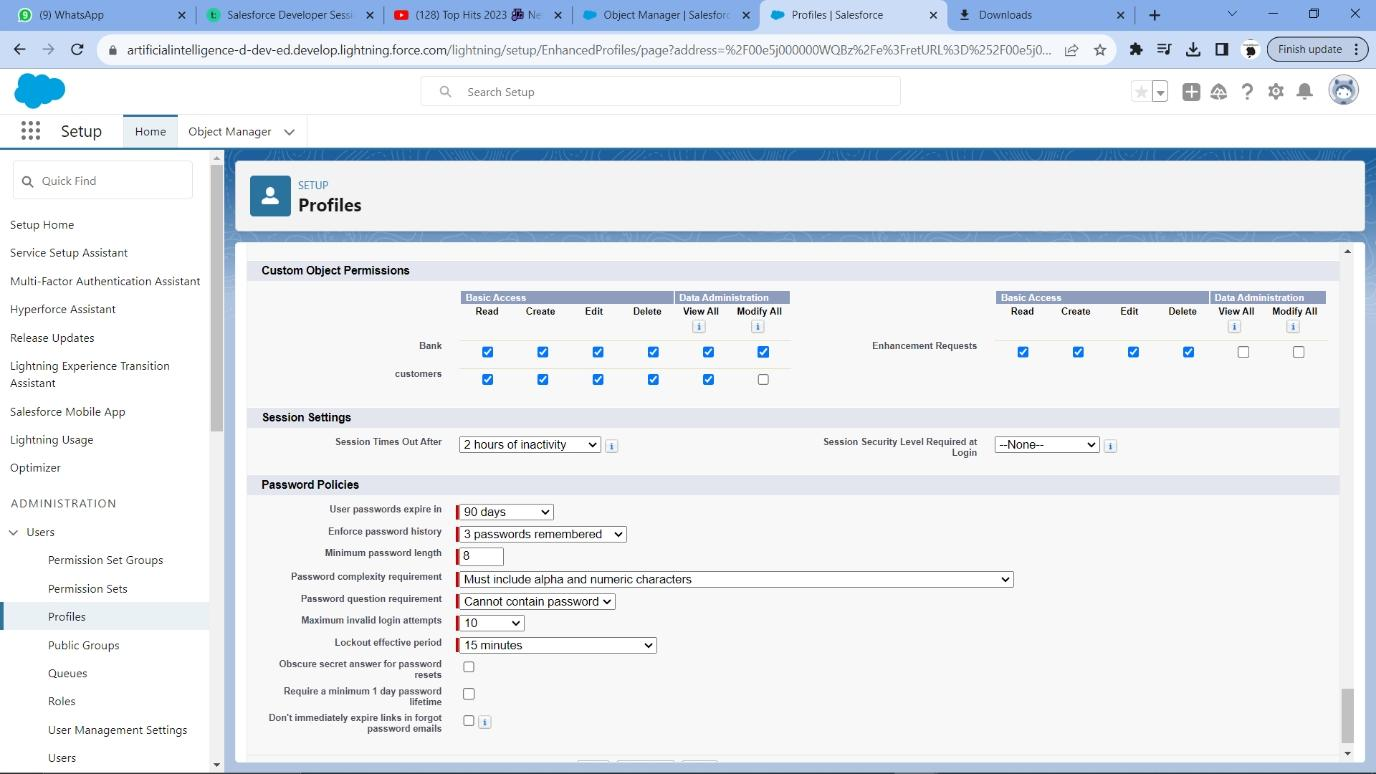 (9) WhatsApp
Salesforce Developer Sessi
(128) Top Hits 2023 🎧 Ne
Object Manager | Salesforc
Profiles | Salesforce
Downloads
artificialintelligence-d-dev-ed.develop.lightning.force.com/lightning/setup/EnhancedProfiles/page?address=%2F00e5j000000WQBz%2Fe%3FretURL%3D%252F00e5j0...
Finish update
Search Setup
Setup
Home
Object Manager
Quick Find
Setup Home
Service Setup Assistant
Multi-Factor Authentication Assistant
Hyperforce Assistant
Release Updates
Lightning Experience Transition
Assistant
Salesforce Mobile App
Lightning Usage
Optimizer
ADMINISTRATION
Users
Permission Set Groups
Permission Sets
Profiles
Public Groups
Queues
Roles
User Management Settings
Users
SETUP
Profiles
Custom Object Permissions
Basic Access Data Administration
Read Create Edit Delete View All Modify All
Bank
customers
Basic Access Data Administration
Read Create Edit Delete View All Modify All
Enhancement Requests
Session Settings
Session Times Out After 2 hours of inactivity
Session Security Level Required at
Login
--None--
Password Policies
User passwords expire in 90 days
Enforce password history 3 passwords remembered
Minimum password length 8
Password complexity requirement Must include alpha and numeric characters
Password question requirement Cannot contain password
Maximum invalid login attempts 10
Lockout effective period 15 minutes
Obscure secret answer for password
resets
Require a minimum 1 day password
lifetime
Don't immediately expire links in forgot
password emails